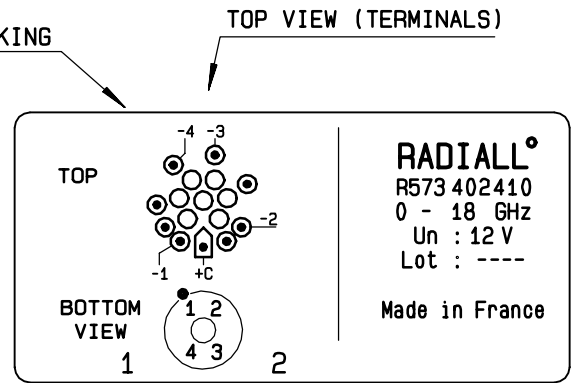 TOP VIEW (TERMINALS)
KING
-4 -3
TOP
-2
-1 +C
BOTTOM
VIEW
1 2
4 3
1 2
RADIALL°
R573 402410
0 - 18 GHz
Un : 12 V
Lot : ----
Made in France